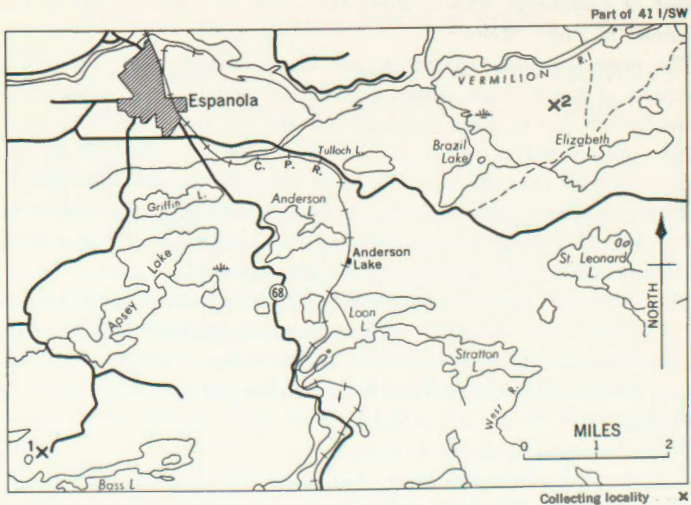 Part of 41 I/SW
VERMILION R.
Espanola
2
Tulloch L.
Brazil Lake
Elizabeth L.
C. P. R.
Griffin L.
Anderson L
Anderson Lake
St. Leonard L
Apsey Lake
68
NORTH
Loon L
Stratton L
West R.
MILES
0 1 2
1
Bass L
Collecting locality x